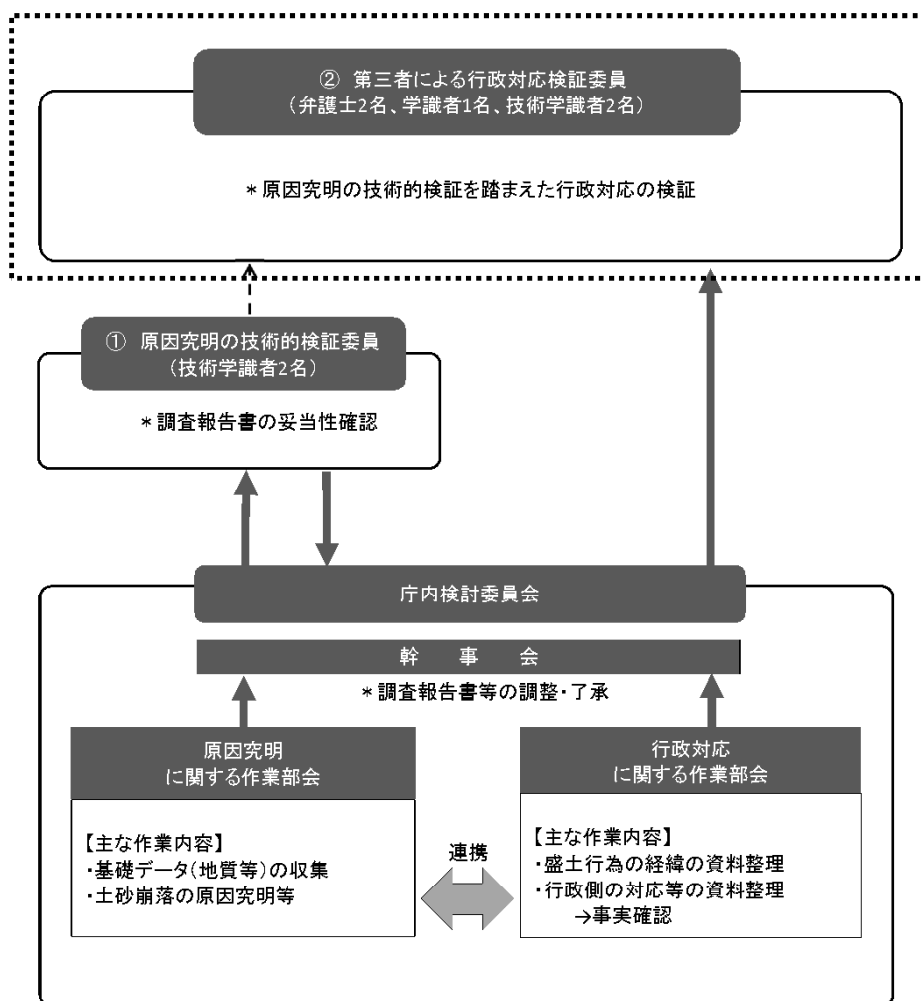 ② 第三者による行政対応検証委員
(弁護士2名、学識者1名、技術学識者2名)
＊原因究明の技術的検証を踏まえた行政対応の検証
① 原因究明の技術的検証委員
(技術学識者2名)
＊調査報告書の妥当性確認
庁内検討委員会
幹　事　会
＊調査報告書等の調整・了承
原因究明
に関する作業部会
【主な作業内容】
・基礎データ(地質等)の収集
・土砂崩落の原因究明等
連携
行政対応
に関する作業部会
【主な作業内容】
・盛土行為の経緯の資料整理
・行政側の対応等の資料整理
→事実確認